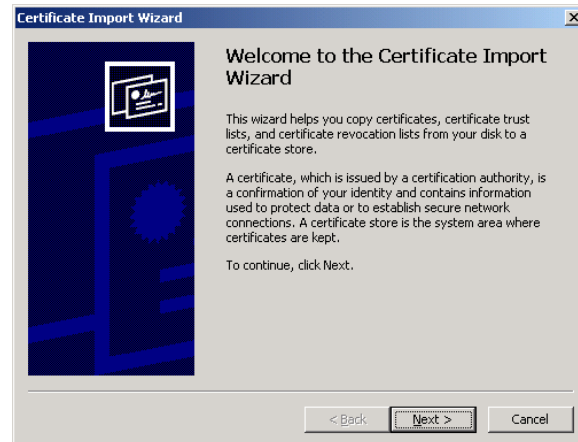 Certificate Import Wizard
Welcome to the Certificate Import
Wizard
This wizard helps you copy certificates, certificate trust
lists, and certificate revocation lists from your disk to a
certificate store.
A certificate, which is issued by a certification authority, is
a confirmation of your identity and contains information
used to protect data or to establish secure network
connections. A certificate store is the system area where
certificates are kept.
To continue, click Next.
< Back Next > Cancel